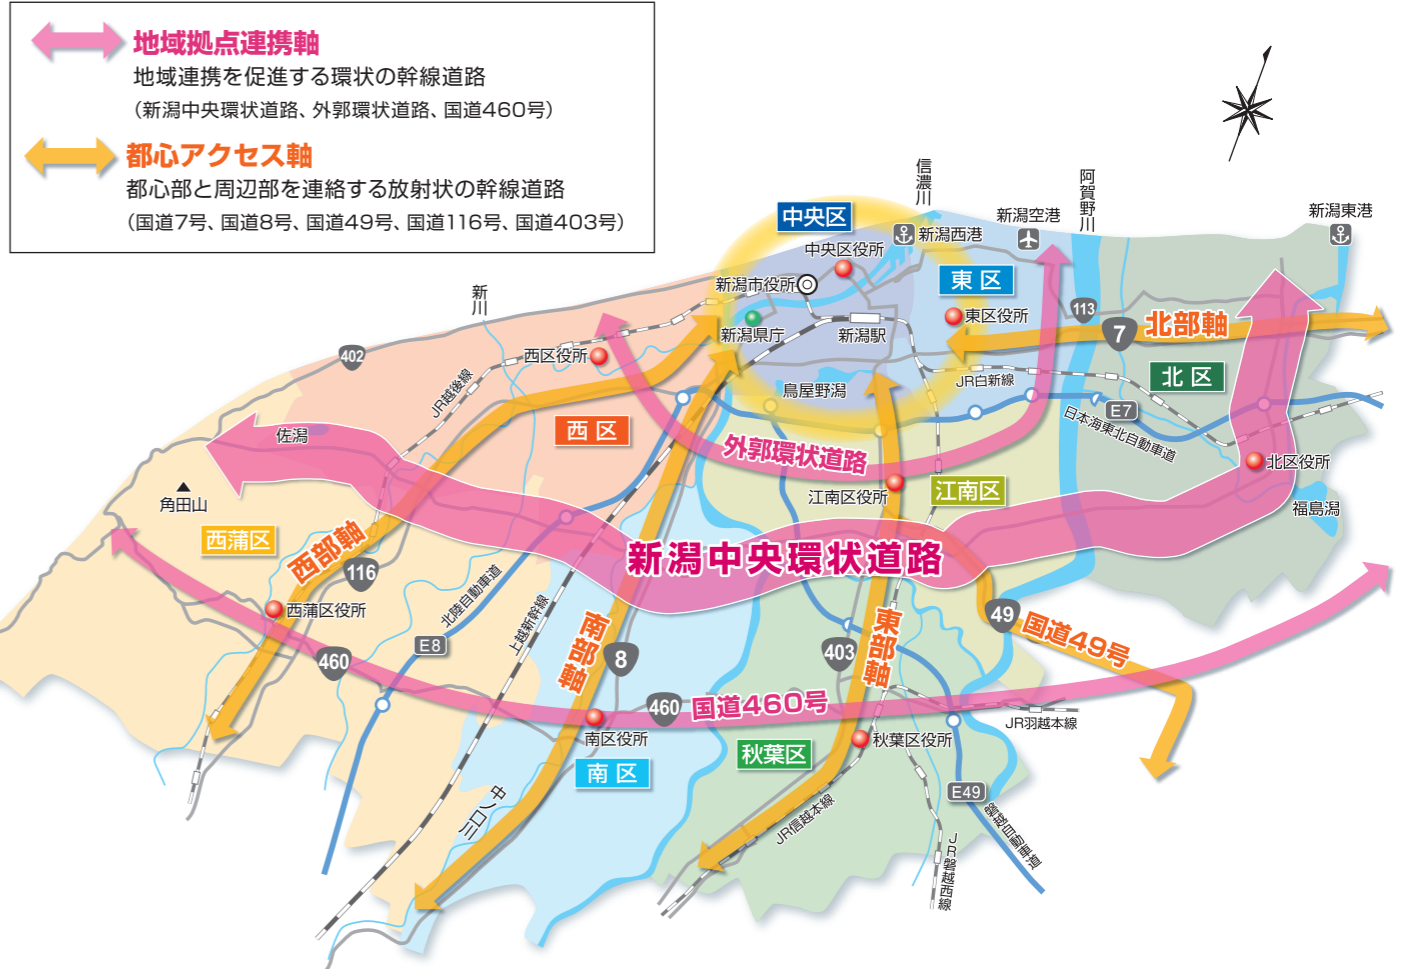 地域拠点連携軸
地域連携を促進する環状の幹線道路
（新潟中央環状道路、外郭環状道路、国道460号）
都心アクセス軸
都心部と周辺部を連絡する放射状の幹線道路
（国道7号、国道8号、国道49号、国道116号、国道403号）
信濃川
阿賀野川
新潟東港
新潟空港
中央区
新潟西港
中央区役所
東区
新潟市役所
新川
113
東区役所
北部軸
7
新潟県庁
新潟駅
402
西区役所
JR越後線
JR白新線
北区
鳥屋野潟
E7
日本海東北自動車道
西区
佐潟
外郭環状道路
北区役所
江南区役所
江南区
角田山
福島潟
西蒲区
西部軸
新潟中央環状道路
116
北陸自動車道
上越新幹線
西蒲区役所
49
国道49号
南部軸
東部軸
E8
8
403
460
460
国道460号
JR羽越本線
南区役所
秋葉区役所
秋葉区
南区
中ノ口川
E49
磐越自動車道
JR信越本線
JR磐越西線